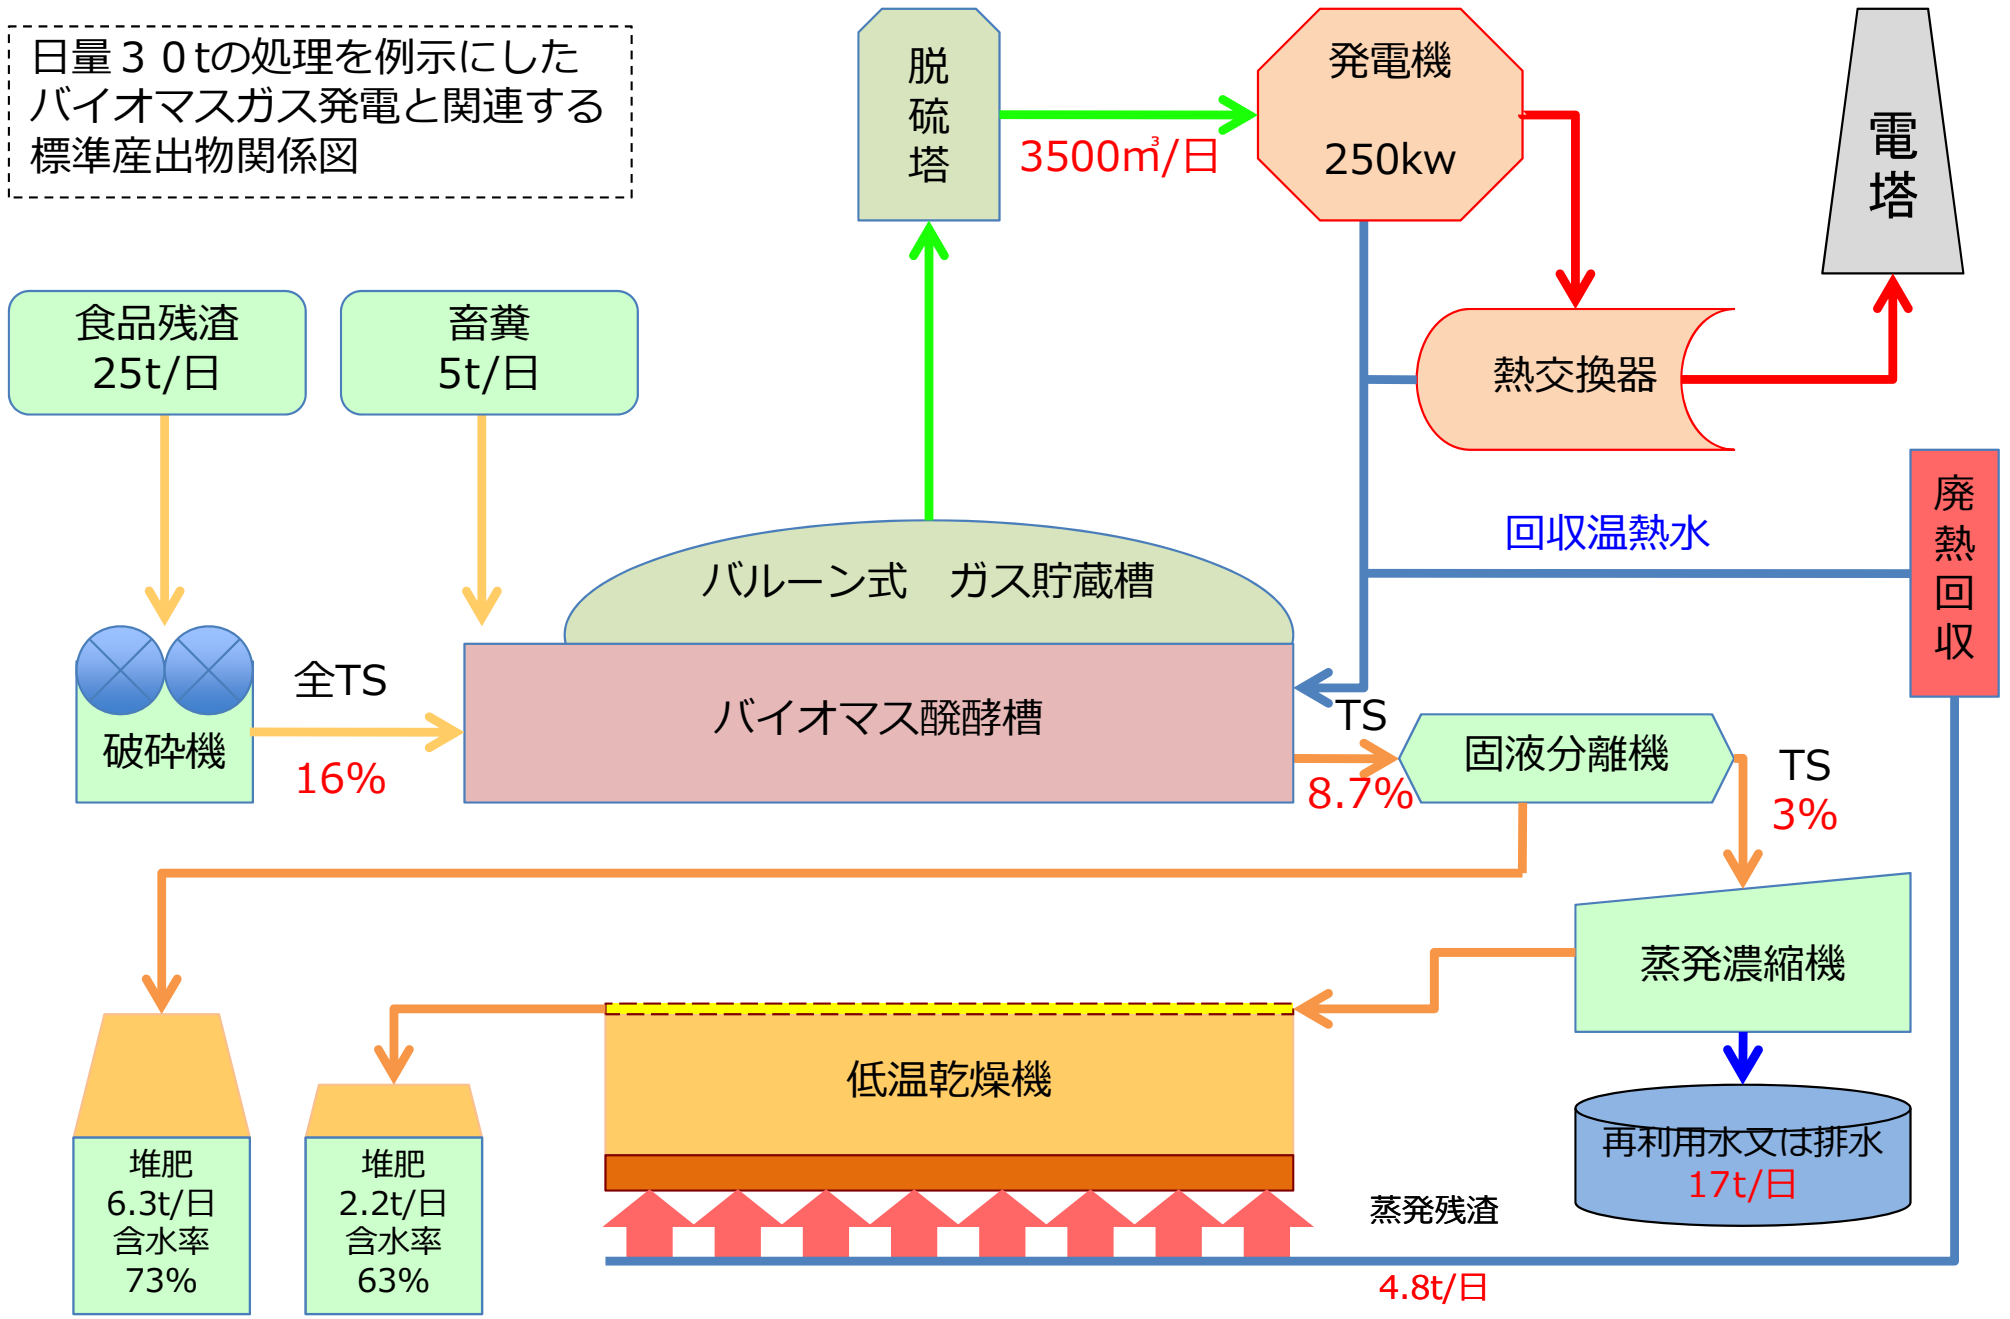 日量３０tの処理を例示にした
バイオマスガス発電と関連する
標準産出物関係図
脱
硫
塔
3500㎥/日
発電機
250kw
電
塔
食品残渣
25t/日
畜糞
5t/日
熱交換器
回収温熱水
廃
熱
回
収
バルーン式　ガス貯蔵槽
バイオマス醗酵槽
破砕機
全TS
16%
TS
8.7%
固液分離機
TS
3%
蒸発濃縮機
低温乾燥機
再利用水又は排水
17t/日
堆肥
6.3t/日
含水率
73%
堆肥
2.2t/日
含水率
63%
蒸発残渣
4.8t/日